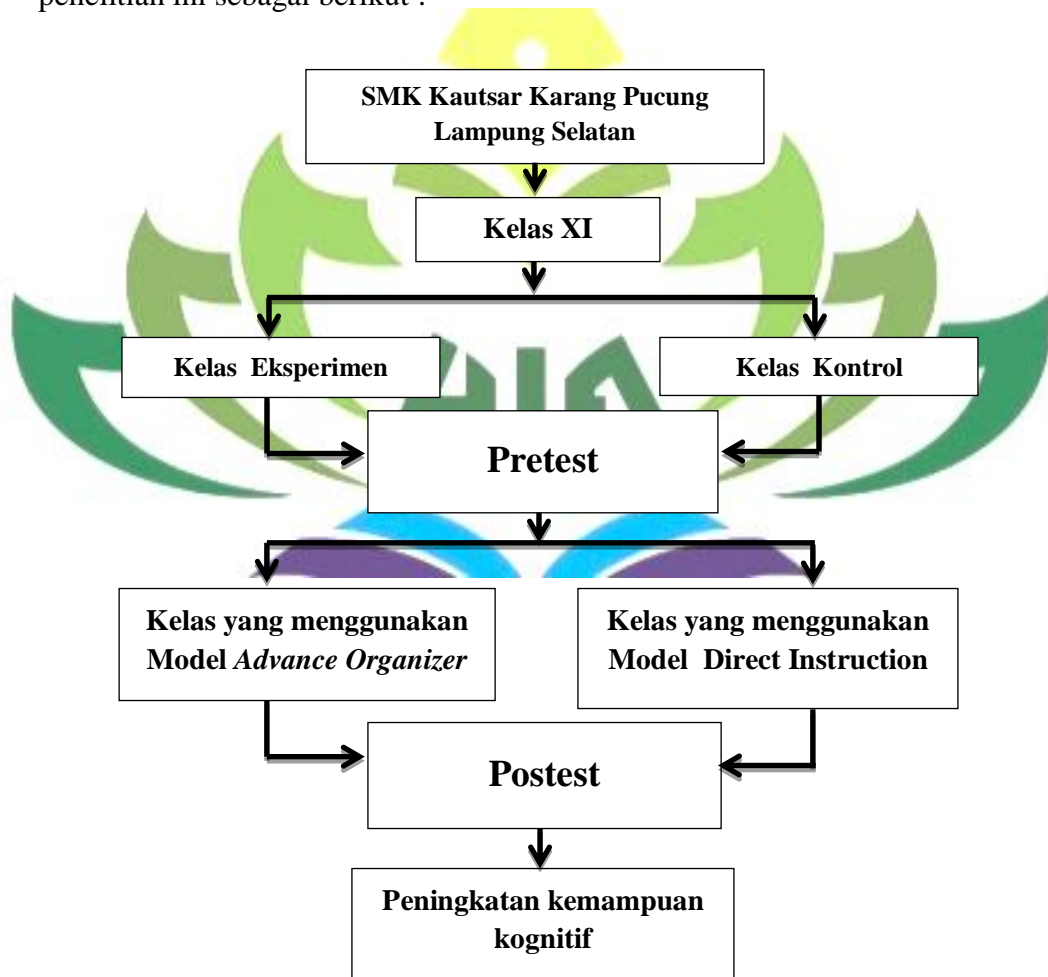 penelitian ini sebagai berikut :
SMK Kautsar Karang Pucung
Lampung Selatan
Kelas XI
Kelas Eksperimen
Kelas Kontrol
Pretest
Kelas yang menggunakan
Model Advance Organizer
Kelas yang menggunakan
Model Direct Instruction
Postest
Peningkatan kemampuan
kognitif